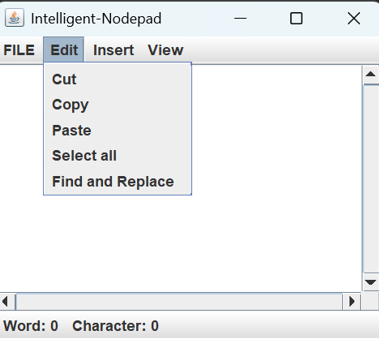 Intelligent-Nodepad
FILE Edit Insert View
Cut
Copy
Paste
Select all
Find and Replace
Word: 0 Character: 0